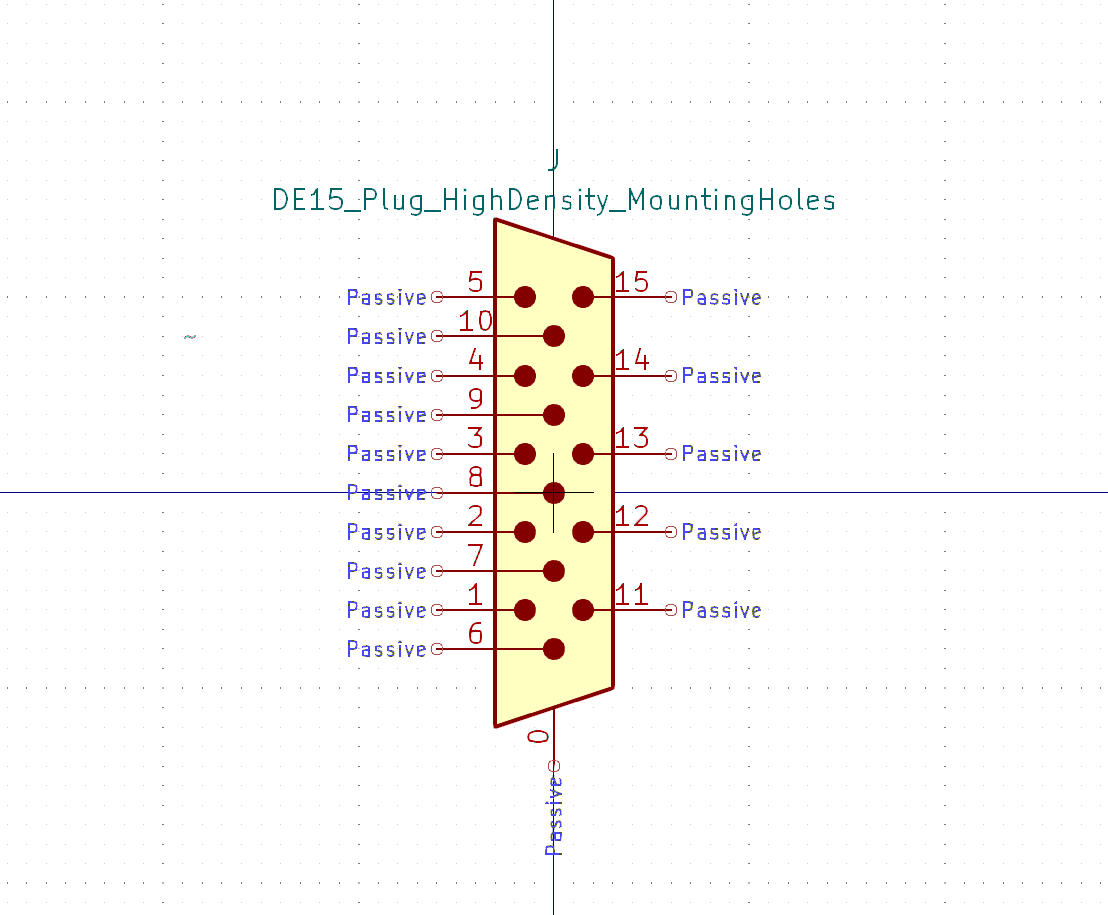 J
DE15_Plug_HighDensity_MountingHoles
Passive 5 15 Passive
Passive 10
Passive 4 14 Passive
Passive 9
Passive 3 13 Passive
Passive 8
Passive 2 12 Passive
Passive 7
Passive 1 11 Passive
Passive 6
0
Passive